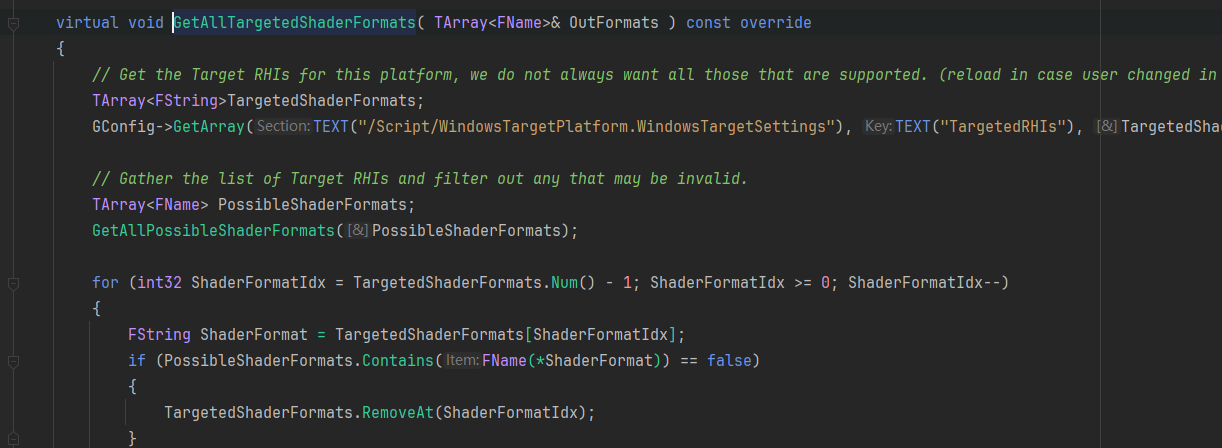 virtual void GetAllTargetedShaderFormats( TArray<FName>& OutFormats ) const override
{
// Get the Target RHIs for this platform, we do not always want all those that are supported. (reload in case user changed in
TArray<FString>TargetedShaderFormats;
GConfig->GetArray( Section: TEXT("/Script/WindowsTargetPlatform.WindowsTargetSettings"), Key: TEXT("TargetedRHIs"), [&] TargetedSha
// Gather the list of Target RHIs and filter out any that may be invalid.
TArray<FName> PossibleShaderFormats;
GetAllPossibleShaderFormats( [&] PossibleShaderFormats);
for (int32 ShaderFormatIdx = TargetedShaderFormats.Num() - 1; ShaderFormatIdx >= 0; ShaderFormatIdx--)
{
FString ShaderFormat = TargetedShaderFormats[ShaderFormatIdx];
if (PossibleShaderFormats.Contains( Item: FName(*ShaderFormat)) == false)
{
TargetedShaderFormats.RemoveAt(ShaderFormatIdx);
}